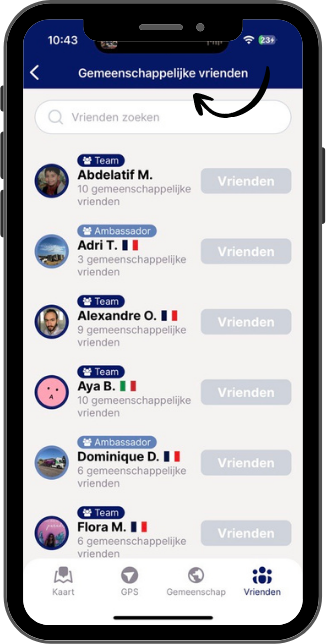 10:43
23
Gemeenschappelijke vrienden
Vrienden zoeken
Team
Abdelatif M.
10 gemeenschappelijke
vrienden
Vrienden
Ambassador
Adri T.
3 gemeenschappelijke
vrienden
Vrienden
Team
Alexandre O.
9 gemeenschappelijke
vrienden
Vrienden
Team
Aya B.
10 gemeenschappelijke
vrienden
Vrienden
Ambassador
Dominique D.
6 gemeenschappelijke
vrienden
Vrienden
Team
Flora M.
6 gemeenschappelijke
vrienden
Vrienden
Kaart
GPS
Gemeenschap
Vrienden